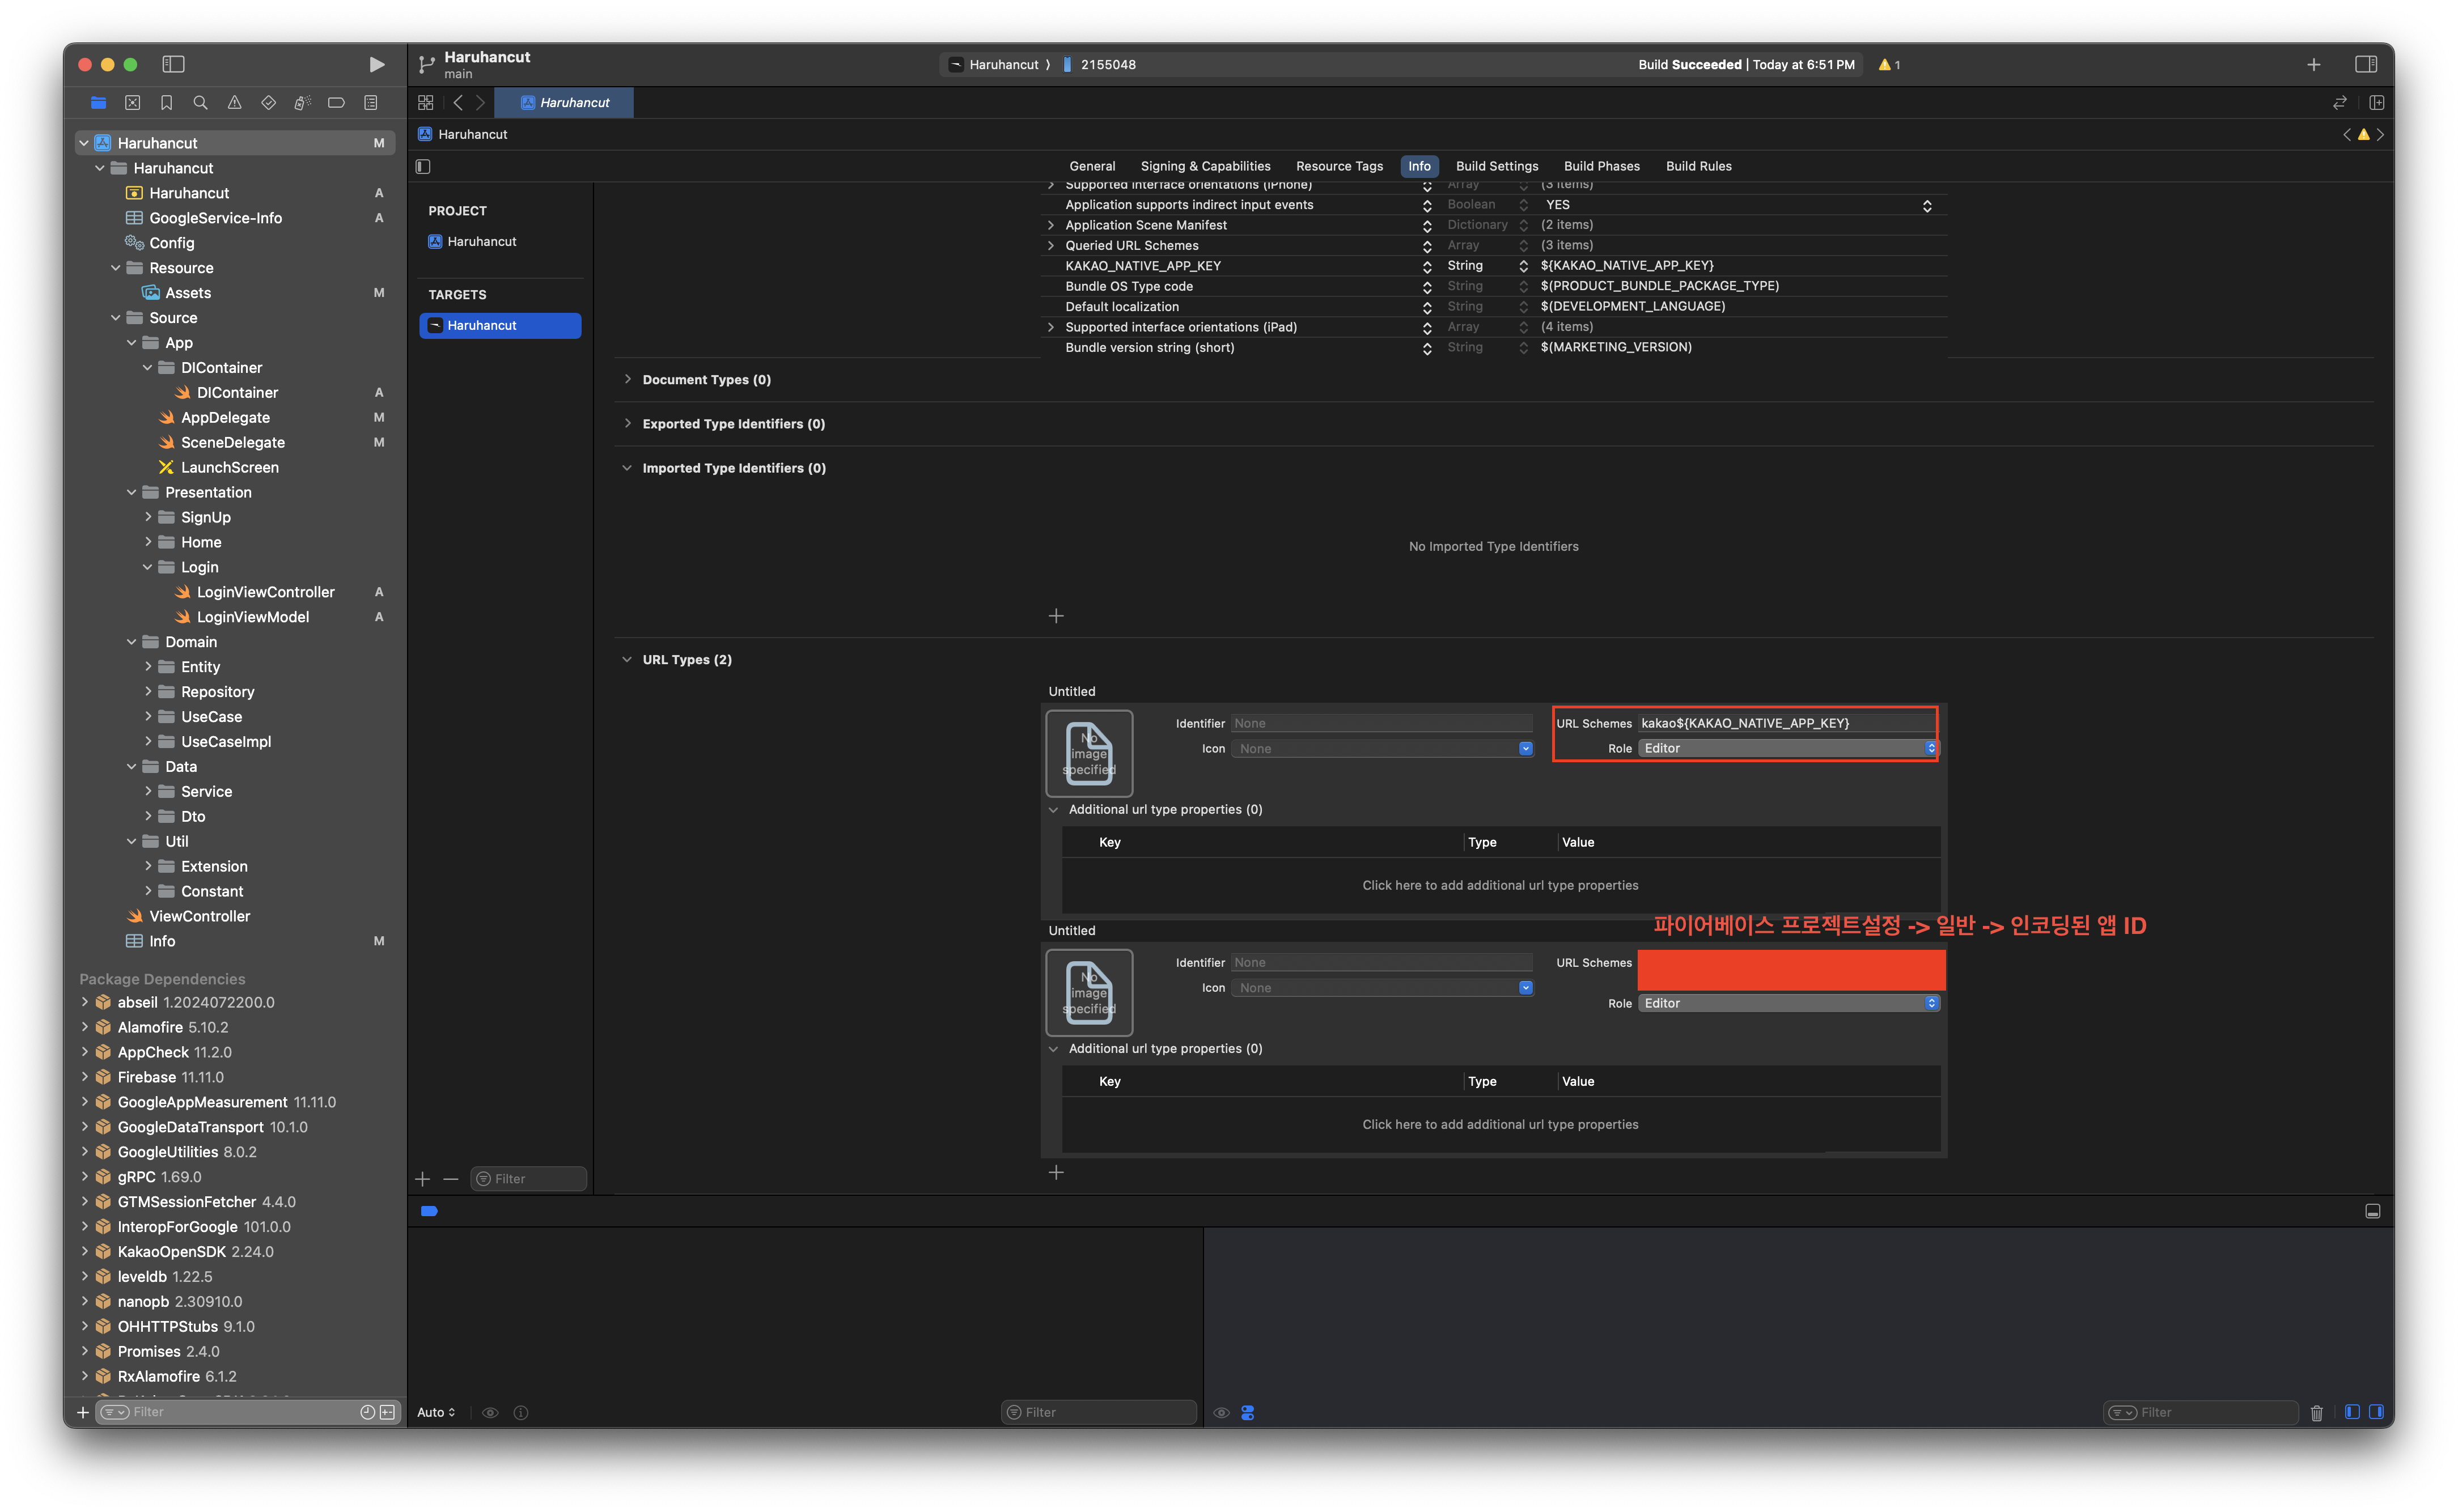 Haruhancut
main
Haruhancut 〉 2155048
Build Succeeded | Today at 6:51 PM
1
Haruhancut
Haruhancut M
Haruhancut
Haruhancut A
GoogleService-Info A
Config
Resource
Assets M
Source
App
DIContainer
DIContainer A
AppDelegate M
SceneDelegate M
LaunchScreen
Presentation
SignUp
Home
Login
LoginViewController A
LoginViewModel A
Domain
Entity
Repository
UseCase
UseCaseImpl
Data
Service
Dto
Util
Extension
Constant
ViewController
Info M
Package Dependencies
abseil 1.2024072200.0
Alamofire 5.10.2
AppCheck 11.2.0
Firebase 11.11.0
GoogleAppMeasurement 11.11.0
GoogleDataTransport 10.1.0
GoogleUtilities 8.0.2
gRPC 1.69.0
GTMSessionFetcher 4.4.0
InteropForGoogle 101.0.0
KakaoOpenSDK 2.24.0
leveldb 1.22.5
nanopb 2.30910.0
OHHTTPStubs 9.1.0
Promises 2.4.0
RxAlamofire 6.1.2
Filter
Haruhancut
General Signing & Capabilities Resource Tags Info Build Settings Build Phases Build Rules
PROJECT
Haruhancut
TARGETS
Haruhancut
Filter
Supported interface orientations (iPhone) Array (3 items)
Application supports indirect input events Boolean YES
Application Scene Manifest Dictionary (2 items)
Queried URL Schemes Array (3 items)
KAKAO_NATIVE_APP_KEY String ${KAKAO_NATIVE_APP_KEY}
Bundle OS Type code String $(PRODUCT_BUNDLE_PACKAGE_TYPE)
Default localization String $(DEVELOPMENT_LANGUAGE)
Supported interface orientations (iPad) Array (4 items)
Bundle version string (short) String $(MARKETING_VERSION)
Document Types (0)
Exported Type Identifiers (0)
Imported Type Identifiers (0)
No Imported Type Identifiers
URL Types (2)
Untitled
No
image
specified
Identifier None
URL Schemes kakao${KAKAO_NATIVE_APP_KEY}
Icon None
Role Editor
Additional url type properties (0)
Key Type Value
Click here to add additional url type properties
파이어베이스 프로젝트설정 -> 일반 -> 인코딩된 앱 ID
Untitled
No
image
specified
Identifier None
URL Schemes
Icon None
Role Editor
Additional url type properties (0)
Key Type Value
Click here to add additional url type properties
Auto
Filter
Filter